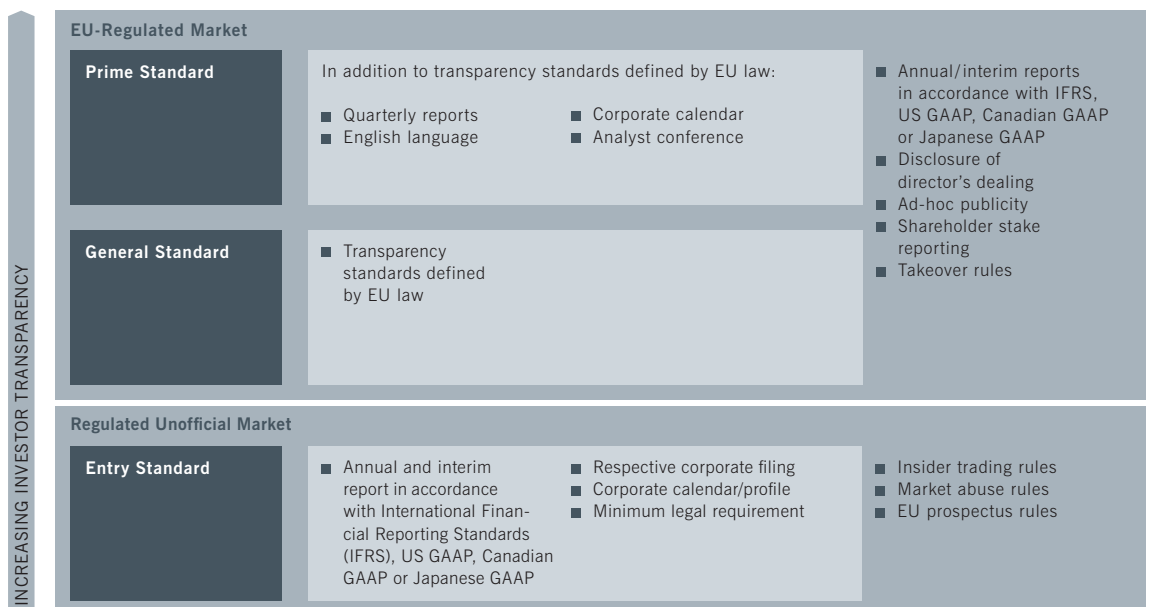 INCREASING INVESTOR TRANSPARENCY
EU-Regulated Market
Prime Standard
In addition to transparency standards defined by EU law:
Quarterly reports
English language
Corporate calendar
Analyst conference
General Standard
Transparency
standards defined
by EU law
Annual/interim reports
in accordance with IFRS,
US GAAP, Canadian GAAP
or Japanese GAAP
Disclosure of
director's dealing
Ad-hoc publicity
Shareholder stake
reporting
Takeover rules
Regulated Unofficial Market
Entry Standard
Annual and interim
report in accordance
with International Finan-
cial Reporting Standards
(IFRS), US GAAP, Canadian
GAAP or Japanese GAAP
Respective corporate filing
Corporate calendar/profile
Minimum legal requirement
Insider trading rules
Market abuse rules
EU prospectus rules